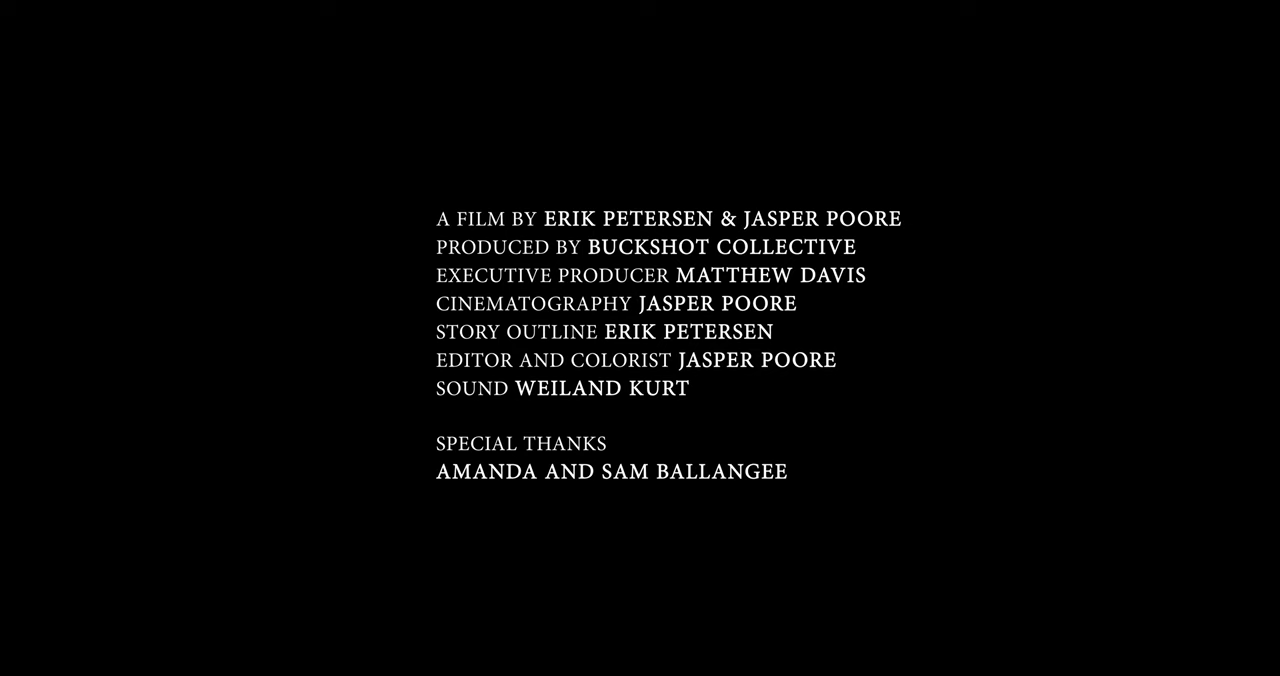 A FILM BY ERIK PETERSEN & JASPER POORE
PRODUCED BY BUCKSHOT COLLECTIVE
EXECUTIVE PRODUCER MATTHEW DAVIS
CINEMATOGRAPHY JASPER POORE
STORY OUTLINE ERIK PETERSEN
EDITOR AND COLORIST JASPER POORE
SOUND WEILAND KURT
SPECIAL THANKS
AMANDA AND SAM BALLANGEE